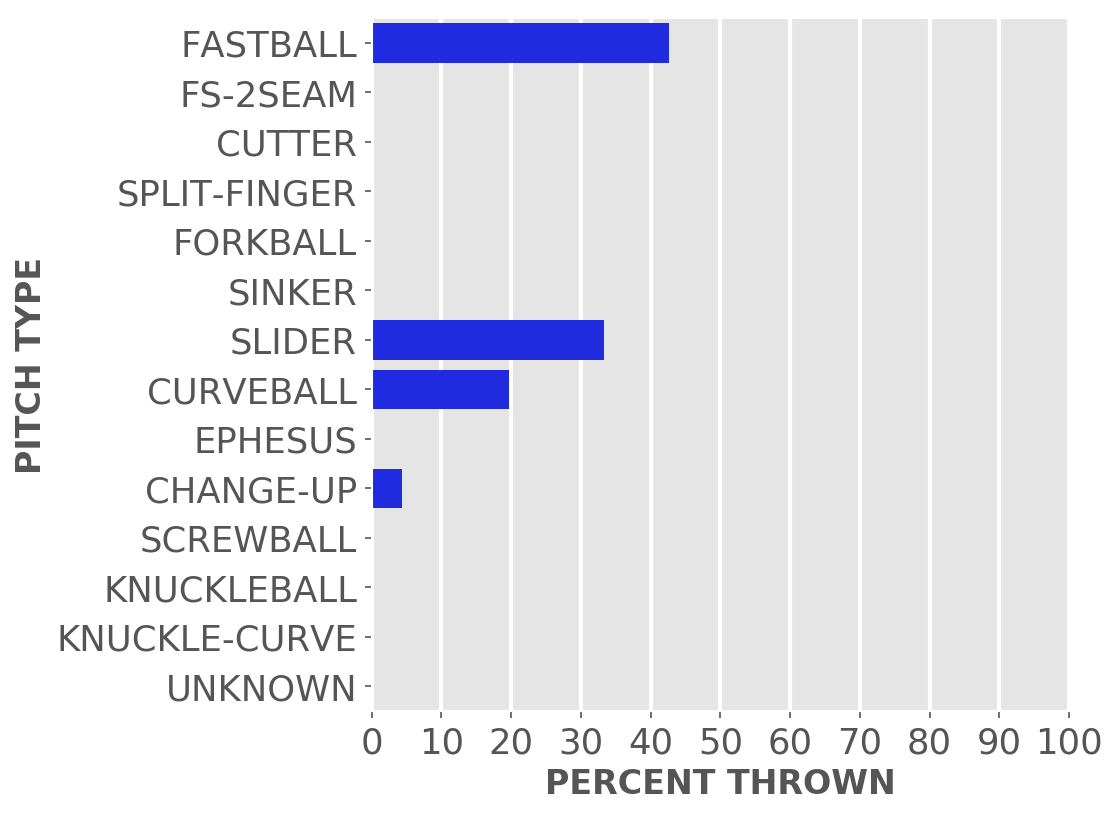 FASTBALL
FS-2SEAM
CUTTER
SPLIT-FINGER
FORKBALL
SINKER
SLIDER
CURVEBALL
EPHESUS
CHANGE-UP
SCREWBALL
KNUCKLEBALL
KNUCKLE-CURVE
UNKNOWN
PITCH TYPE
0 10 20 30 40 50 60 70 80 90 100
PERCENT THROWN